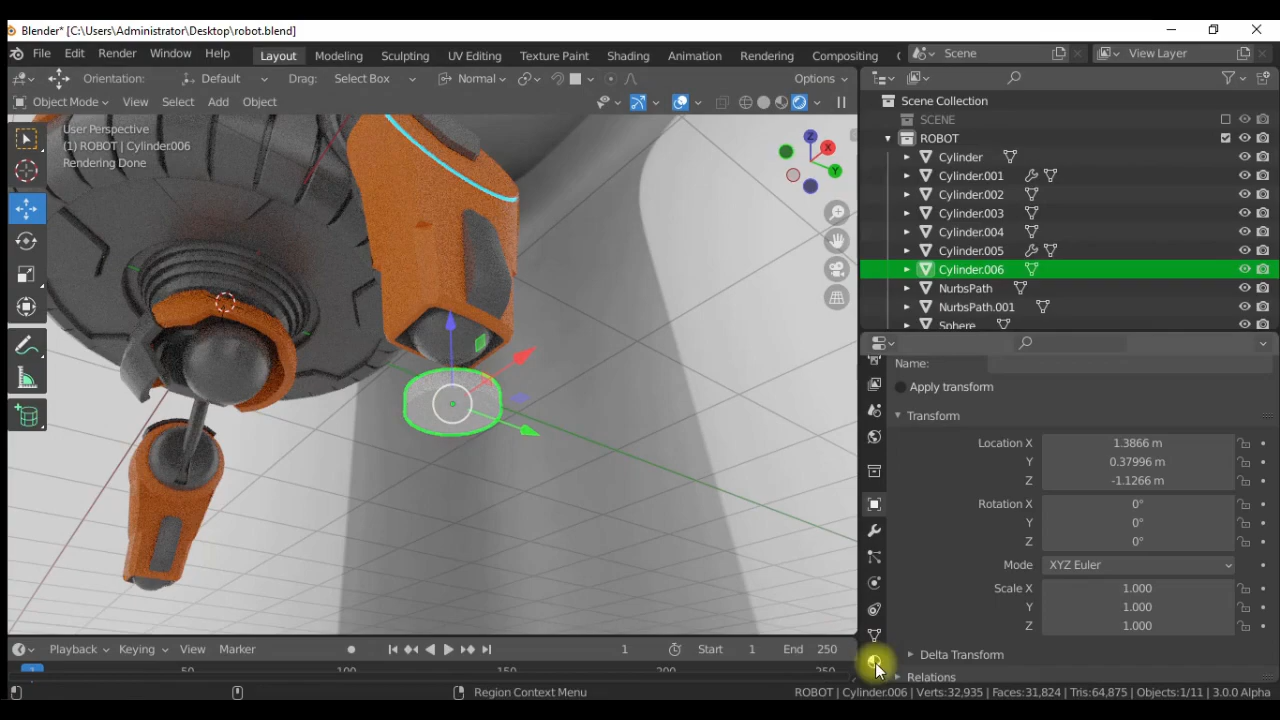 Blender* [C:\Users\Administrator\Desktop\robot.blend]
File Edit Render Window Help Layout Modeling Sculpting UV Editing Texture Paint Shading Animation Rendering Compositing Scene View Layer
Orientation: Default Drag: Select Box Normal Options
Object Mode View Select Add Object
User Perspective
(1) ROBOT | Cylinder.006
Rendering Done
Z
X
Y
Scene Collection
SCENE
ROBOT
Cylinder
Cylinder.001
Cylinder.002
Cylinder.003
Cylinder.004
Cylinder.005
Cylinder.006
NurbsPath
NurbsPath.001
Sphere
Name:
Apply transform
Transform
Location X 1.3866 m
Y 0.37996 m
Z -1.1266 m
Rotation X 0°
Y 0°
Z 0°
Mode XYZ Euler
Scale X 1.000
Y 1.000
Z 1.000
Delta Transform
Relations
Playback Keying View Marker 1 Start 1 End 250
1 50 100 150 200 250
Region Context Menu ROBOT | Cylinder.006 | Verts:32,935 | Faces:31,824 | Tris:64,875 | Objects:1/11 | 3.0.0 Alpha